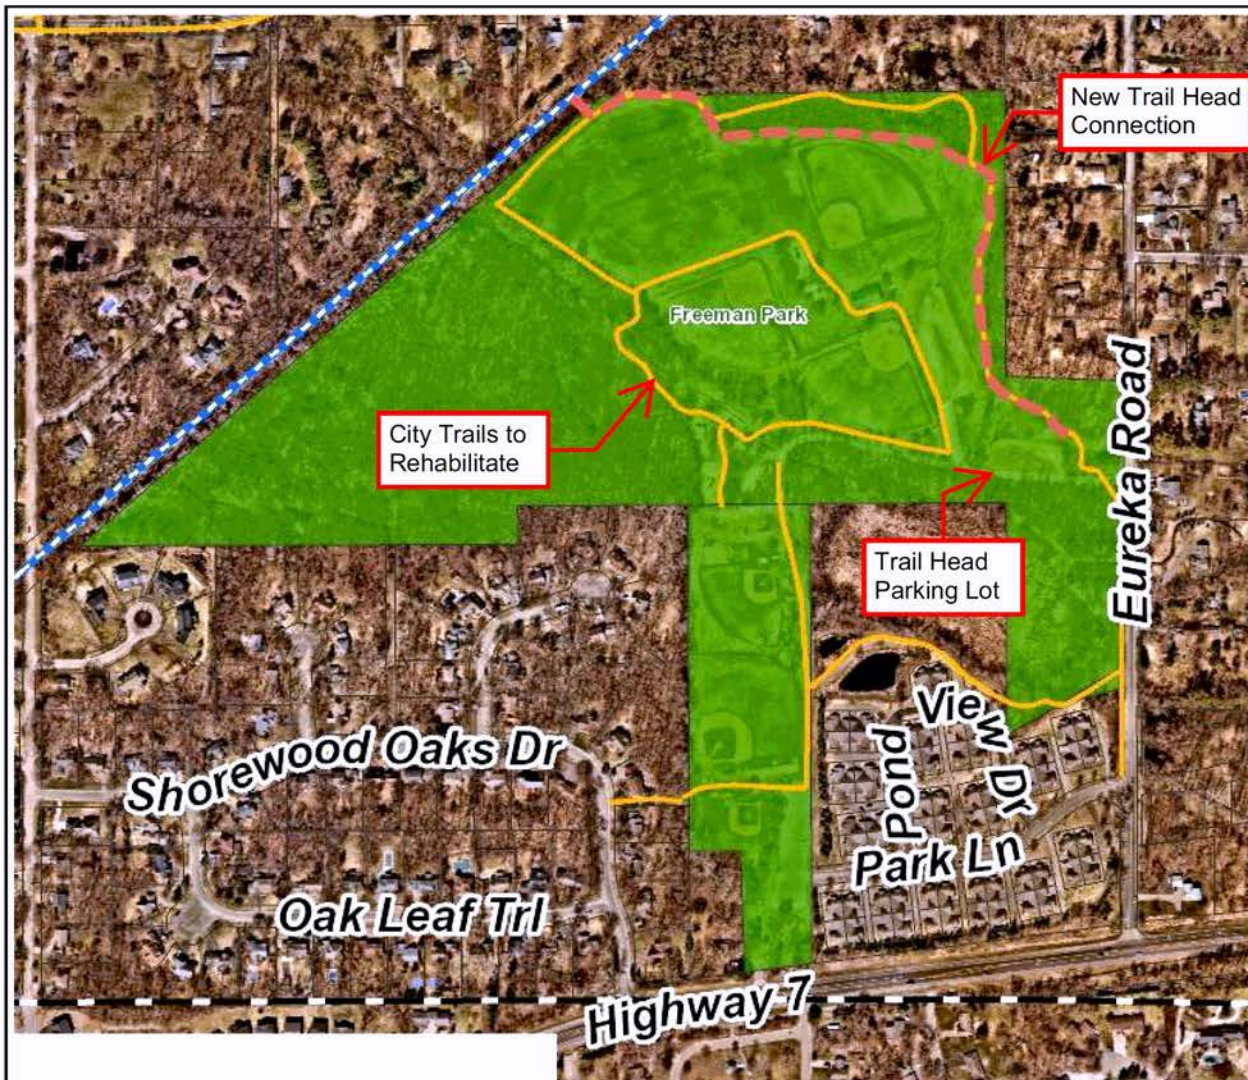 New Trail Head
Connection
Freeman Park
City Trails to
Rehabilitate
Eureka Road
Trail Head
Parking Lot
View Dr
Pond
Shorewood Oaks Dr
Park Ln
Oak Leaf Trl
Highway 7